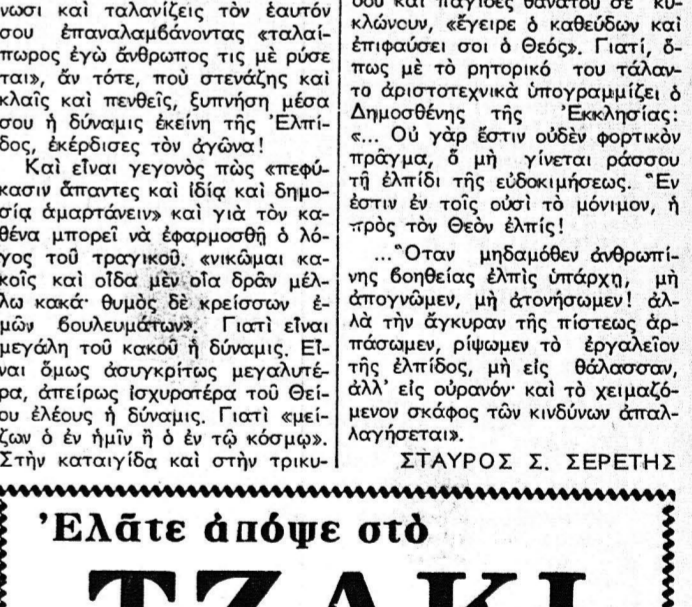 νωσι καὶ ταλανίζεις τὸν ἑαυτόν
σου ἐπαναλαμβάνοντας «ταλαί-
πωρος ἐγὼ ἄνθρωπος τις μὲ ρύσε
ται», ἄν τότε, ποὺ στενάζης καὶ
κλαῖς καὶ πενθεῖς, ξυπνήση μέσα
σου ἡ δύναμις ἐκείνη τῆς Ἐλπί-
δος, ἐκέρδισες τὸν ἀγῶνα!
Καὶ εἶναι γεγονὸς πὼς «πεφύ-
κασιν ἅπαντες καὶ ἰδίᾳ καὶ δημο-
σίᾳ ἁμαρτάνειν» καὶ γιὰ τὸν κα-
θένα μπορεῖ νὰ ἐφαρμοσθῆ ὁ λό-
γος τοῦ τραγικοῦ. «νικῶμαι κα-
κοῖς καὶ οἶδα μὲν οἷα δρᾶν μέλ-
λω κακά· θυμὸς δὲ κρείσσων ἐ-
μῶν βουλευμάτων». Γιατὶ εἶναι
μεγάλη τοῦ κακοῦ ἡ δύναμις. Εἶ-
ναι ὅμως ἀσυγκρίτως μεγαλυτέ-
ρα, ἀπείρως ἰσχυροτέρα τοῦ Θεί-
ου ἐλέους ἡ δύναμις. Γιατὶ «μεί-
ζων ὁ ἐν ἡμῖν ἢ ὁ ἐν τῷ κόσμῳ».
Στὴν καταιγίδα καὶ στὴν τρικυ-
δου καὶ παγίδες θανάτου σὲ κυ-
κλώνουν, «ἔγειρε ὁ καθεύδων καὶ
ἐπιφαύσει σοι ὁ Θεός». Γιατί, ὅ-
πως μὲ τὸ ρητορικό του τάλαν-
το ἀριστοτεχνικὰ ὑπογραμμίζει ὁ
Δημοσθένης τῆς Ἐκκλησίας:
«... Οὐ γὰρ ἔστιν οὐδὲν φορτικὸν
πρᾶγμα, ὃ μὴ γίνεται ράσσου
τῆ ἐλπίδι τῆς εὐδοκιμήσεως. Ἓν
ἐστιν ἐν τοῖς οὖσι τὸ μόνιμον, ἡ
πρὸς τὸν Θεὸν ἐλπίς!
...Ὅταν μηδαμόθεν ἀνθρωπί-
νης βοηθείας ἐλπὶς ὑπάρχῃ, μὴ
ἀπογνῶμεν, μὴ ἀτονήσωμεν! ἀλ-
λὰ τὴν ἄγκυραν τῆς πίστεως ἁρ-
πάσωμεν, ρίψωμεν τὸ ἐργαλεῖον
τῆς ἐλπίδος, μὴ εἰς θάλασσαν,
ἀλλ' εἰς οὐρανόν· καὶ τὸ χειμαζό-
μενον σκάφος τῶν κινδύνων ἀπαλ-
λαγήσεται».
ΣΤΑΥΡΟΣ Σ. ΣΕΡΕΤΗΣ
Ἐλᾶτε ἀπόψε στὸ
ΤΖΑΚΙ